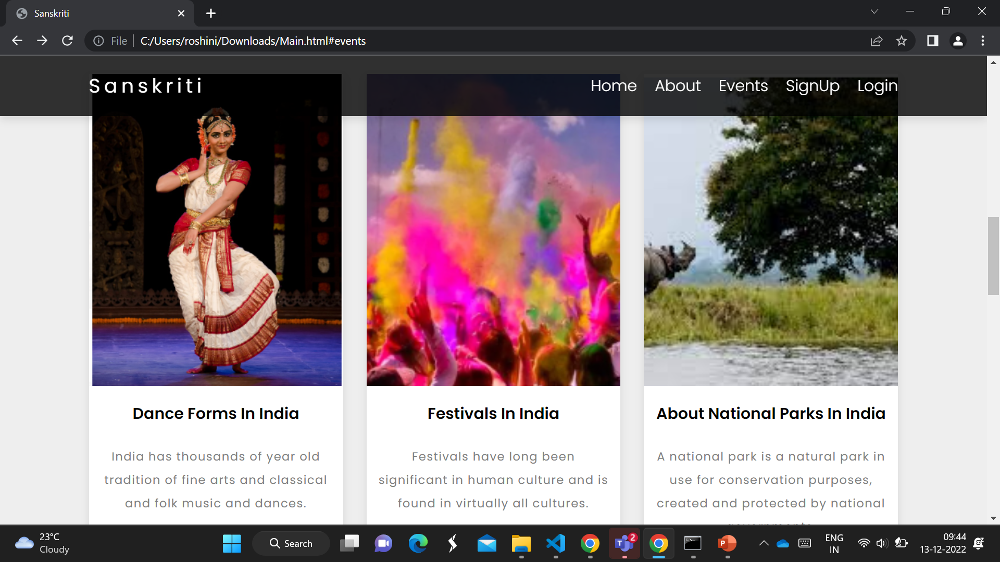 Sanskriti
File
C:/Users/roshini/Downloads/Main.html#events
Sanskriti
Home About Events SignUp Login
Dance Forms In India
India has thousands of year old
tradition of fine arts and classical
and folk music and dances.
Festivals In India
Festivals have long been
significant in human culture and is
found in virtually all cultures.
About National Parks In India
A national park is a natural park in
use for conservation purposes,
created and protected by national
23°C
Cloudy
Search
2
ENG
IN
09:44
13-12-2022